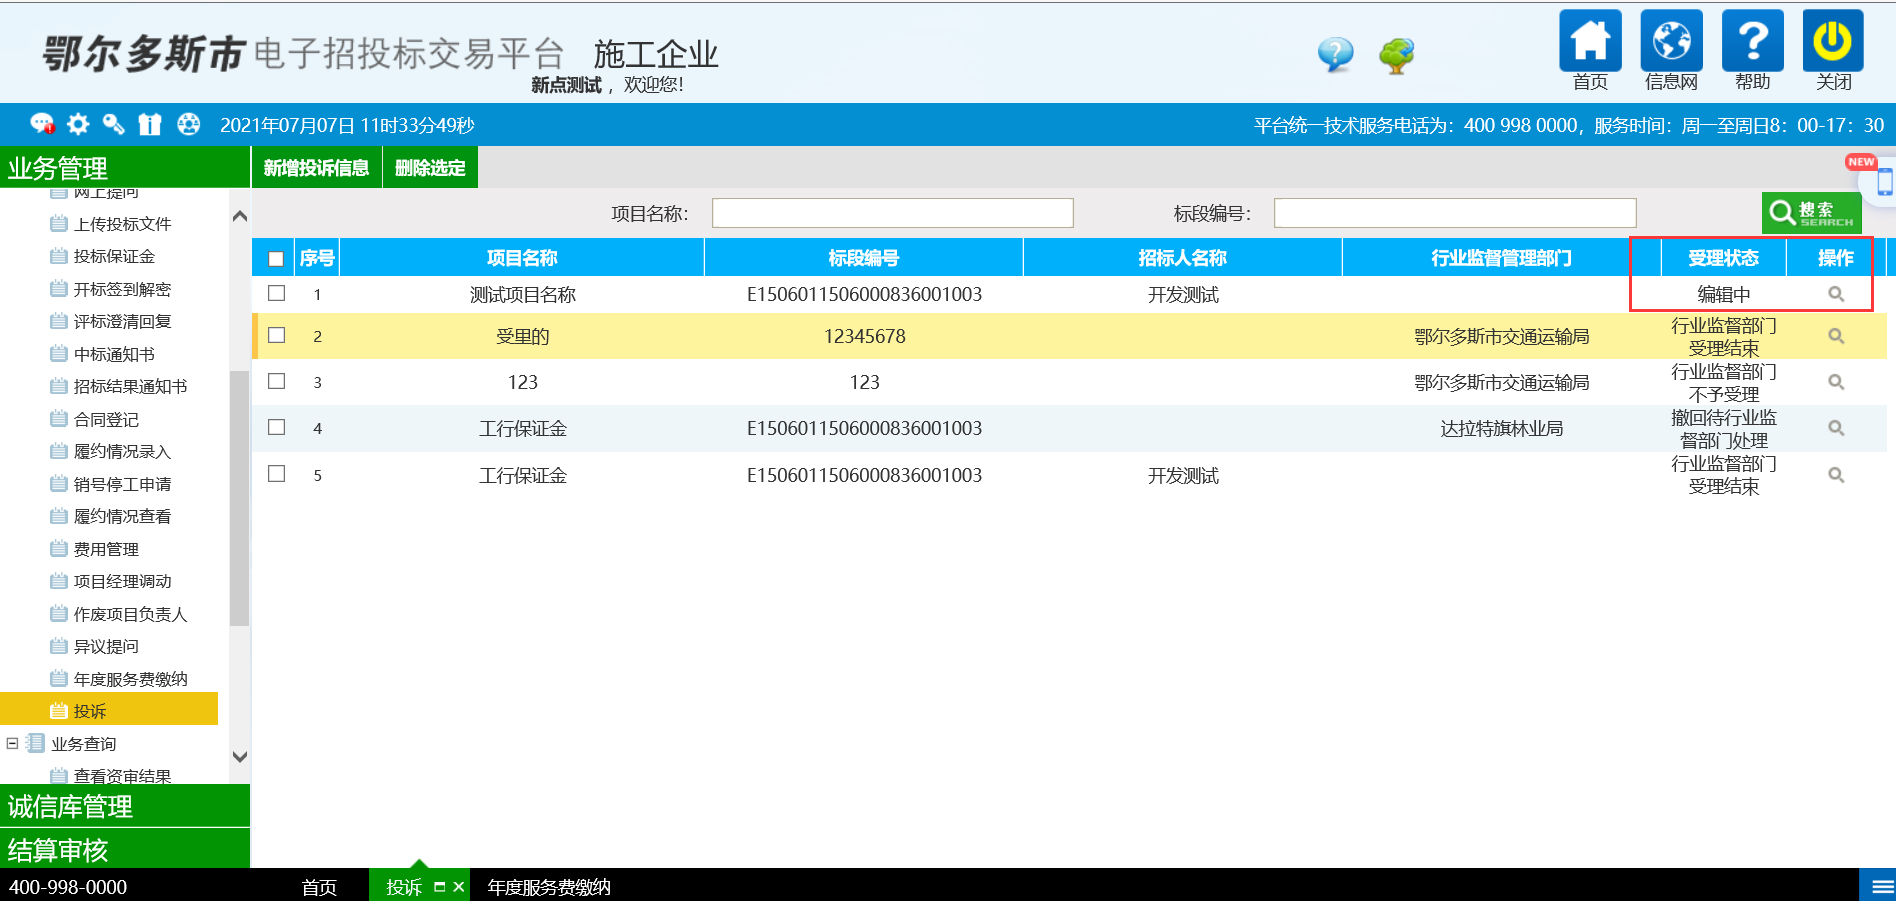 鄂尔多斯市 电子招投标交易平台 施工企业
新点测试 ，欢迎您！
首页 信息网 帮助 关闭
2021年07月07日 11时33分49秒
平台统一技术服务电话为：400 998 0000，服务时间：周一至周日8：00-17：30
业务管理
网上提问
上传投标文件
投标保证金
开标签到解密
评标澄清回复
中标通知书
招标结果通知书
合同登记
履约情况录入
销号停工申请
履约情况查看
费用管理
项目经理调动
作废项目负责人
异议提问
年度服务费缴纳
投诉
业务查询
查看资审结果
诚信库管理
结算审核
新增投诉信息 删除选定
NEW
项目名称： 标段编号： 搜索 SEARCH
序号 项目名称 标段编号 招标人名称 行业监督管理部门 受理状态 操作
1 测试项目名称 E1506011506000836001003 开发测试 编辑中
2 受里的 12345678 鄂尔多斯市交通运输局 行业监督部门受理结束
3 123 123 鄂尔多斯市交通运输局 行业监督部门不予受理
4 工行保证金 E1506011506000836001003 达拉特旗林业局 撤回待行业监督部门处理
5 工行保证金 E1506011506000836001003 开发测试 行业监督部门受理结束
400-998-0000 首页 投诉 年度服务费缴纳